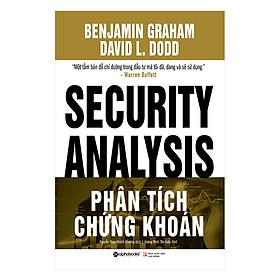 BENJAMIN GRAHAM
DAVID L. DODD
"Một tấm bản đồ chỉ đường trong đầu tư mà tôi đã, đang và sẽ sử dụng."
- Warren Buffett
SECURITY
ANALYSIS
PHÂN TÍCH
CHỨNG KHOÁN
alphabooks